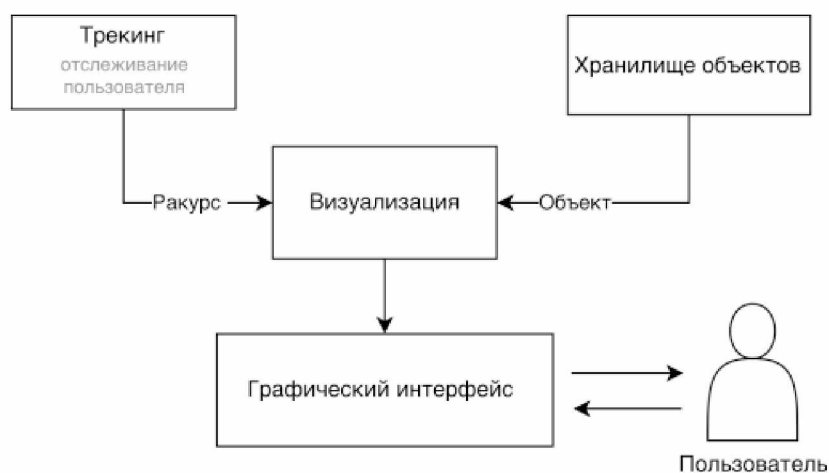 Трекинг
отслеживание
пользователя
Хранилище объектов
Ракурс
Визуализация
Объект
Графический интерфейс
Пользователь